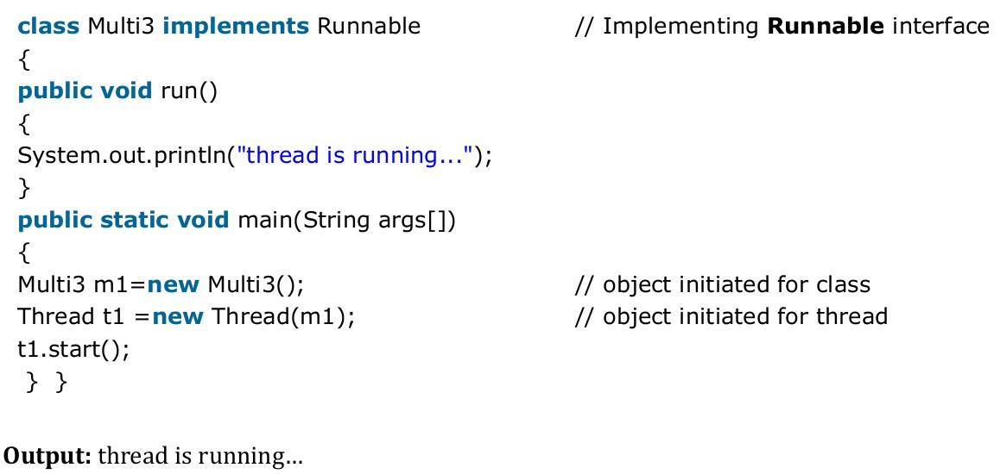 class Multi3 implements Runnable // Implementing Runnable interface
{
public void run()
{
System.out.println("thread is running...");
}
public static void main(String args[])
{
Multi3 m1=new Multi3(); // object initiated for class
Thread t1 =new Thread(m1); // object initiated for thread
t1.start();
} }
Output: thread is running...